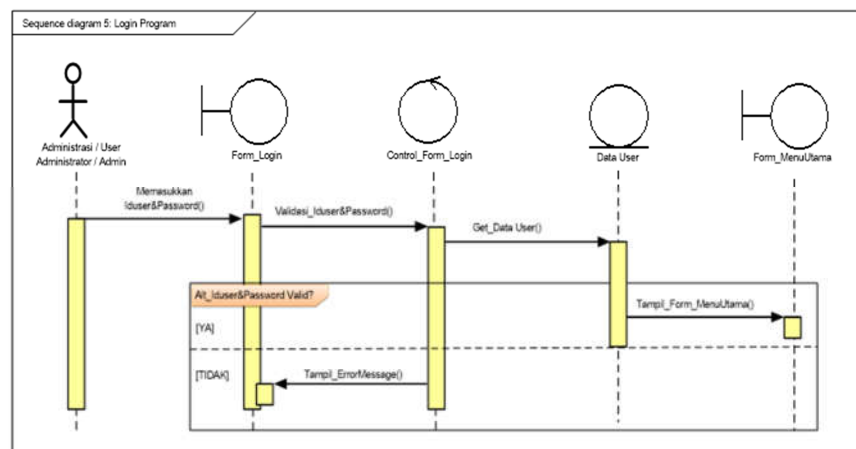 Sequence diagram 5: Login Program
Administrasi / User
Administrator / Admin
Form_Login
Control_Form_Login
Data User
Form_MenuUtama
Memasukkan
Iduser&Password()
Validasi_Iduser&Password()
Get_Data User()
Alt_Iduser&Password Valid?
Tampil_Form_MenuUtama()
[YA]
[TIDAK]
Tampil_ErrorMessage()